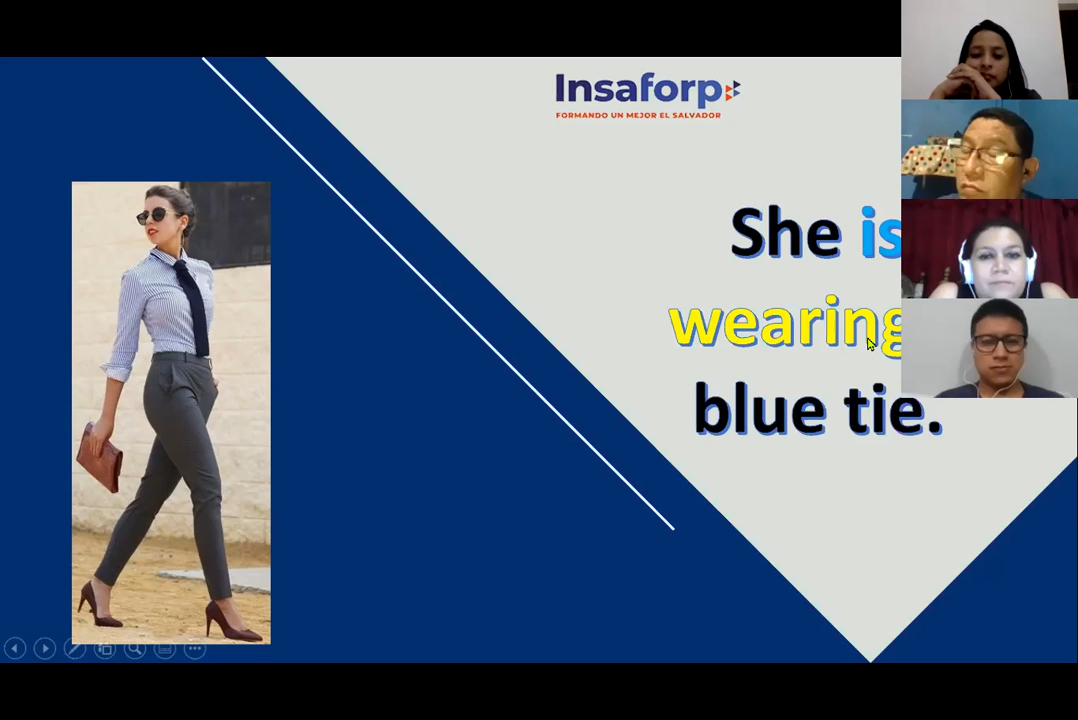 Insaforp
FORMANDO UN MEJOR EL SALVADOR
She is
wearing
blue tie.